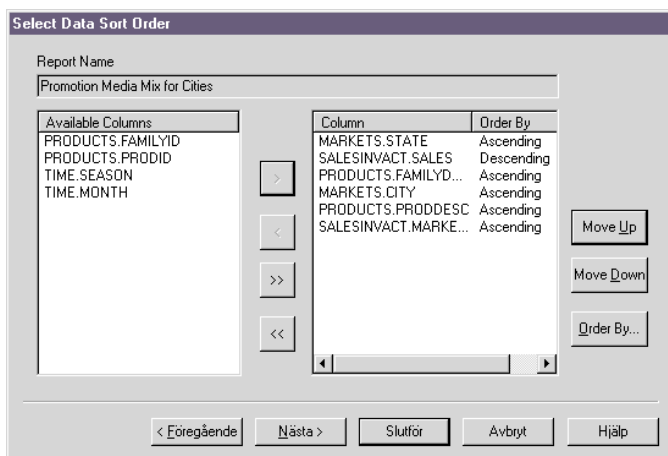 Select Data Sort Order
Report Name
Promotion Media Mix for Cities
Available Columns
PRODUCTS.FAMILYID
PRODUCTS.PRODID
TIME.SEASON
TIME.MONTH
>
<
>>
<<
Column Order By
MARKETS.STATE Ascending
SALESINVACT.SALES Descending
PRODUCTS.FAMILYD... Ascending
MARKETS.CITY Ascending
PRODUCTS.PRODDESC Ascending
SALESINVACT.MARKE... Ascending
Move Up
Move Down
Order By...
< Föregående
Nästa >
Slutför
Avbryt
Hjälp